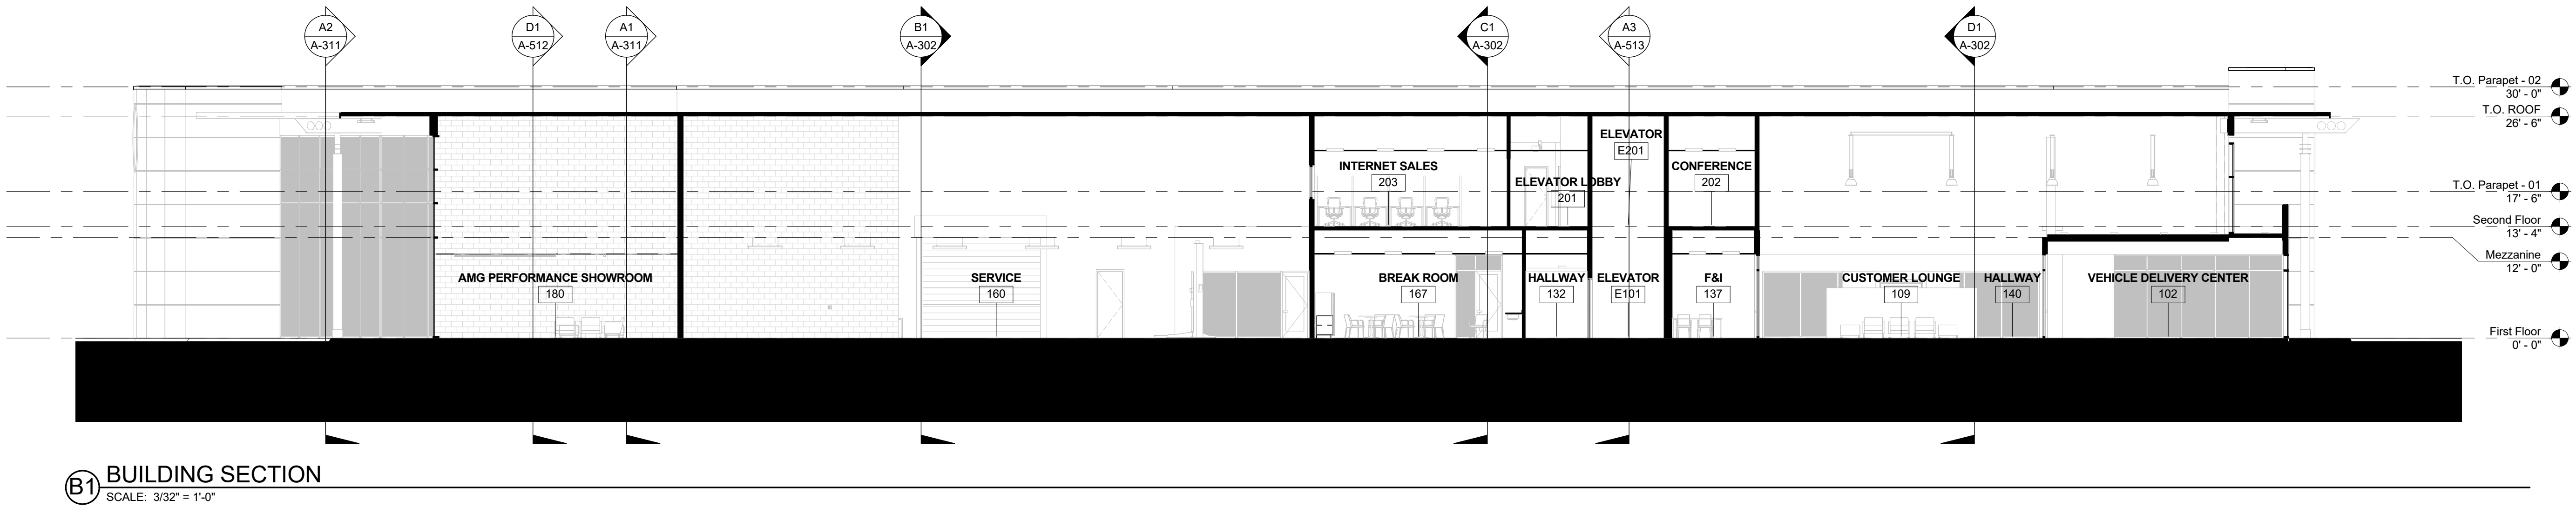 A2
A-311
D1
A-512
A1
A-311
B1
A-302
C1
A-302
A3
A-513
D1
A-302
T.O. Parapet - 02
30' - 0"
T.O. ROOF
26' - 6"
T.O. Parapet - 01
17' - 6"
Second Floor
13' - 4"
Mezzanine
12' - 0"
First Floor
0' - 0"
ELEVATOR
E201
INTERNET SALES
203
ELEVATOR LOBBY
201
CONFERENCE
202
AMG PERFORMANCE SHOWROOM
180
SERVICE
160
BREAK ROOM
167
HALLWAY
132
ELEVATOR
E101
F&I
137
CUSTOMER LOUNGE
109
HALLWAY
140
VEHICLE DELIVERY CENTER
102
B1
BUILDING SECTION
SCALE: 3/32" = 1'-0"